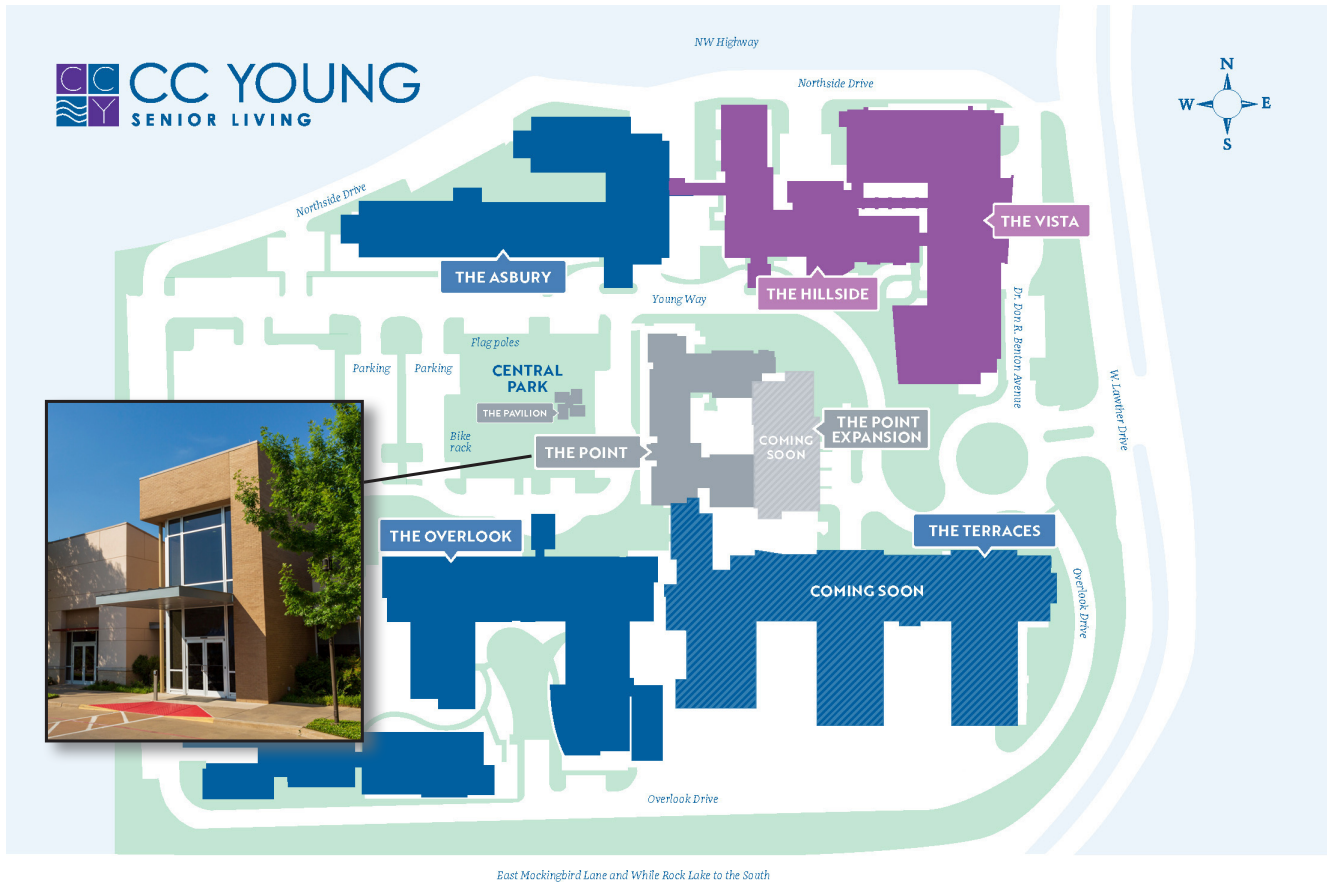 NW Highway
CC
Y
CC YOUNG
SENIOR LIVING
Northside Drive
N
W
E
S
Northside Drive
THE VISTA
THE ASBURY
THE HILLSIDE
Young Way
Dr. Don R. Benton Avenue
Flag poles
Parking
Parking
CENTRAL
PARK
THE PAVILION
W. Lawther Drive
Bike
rack
THE POINT
COMING
SOON
THE POINT
EXPANSION
THE OVERLOOK
THE TERRACES
COMING SOON
Overlook Drive
Overlook Drive
East Mockingbird Lane and While Rock Lake to the South